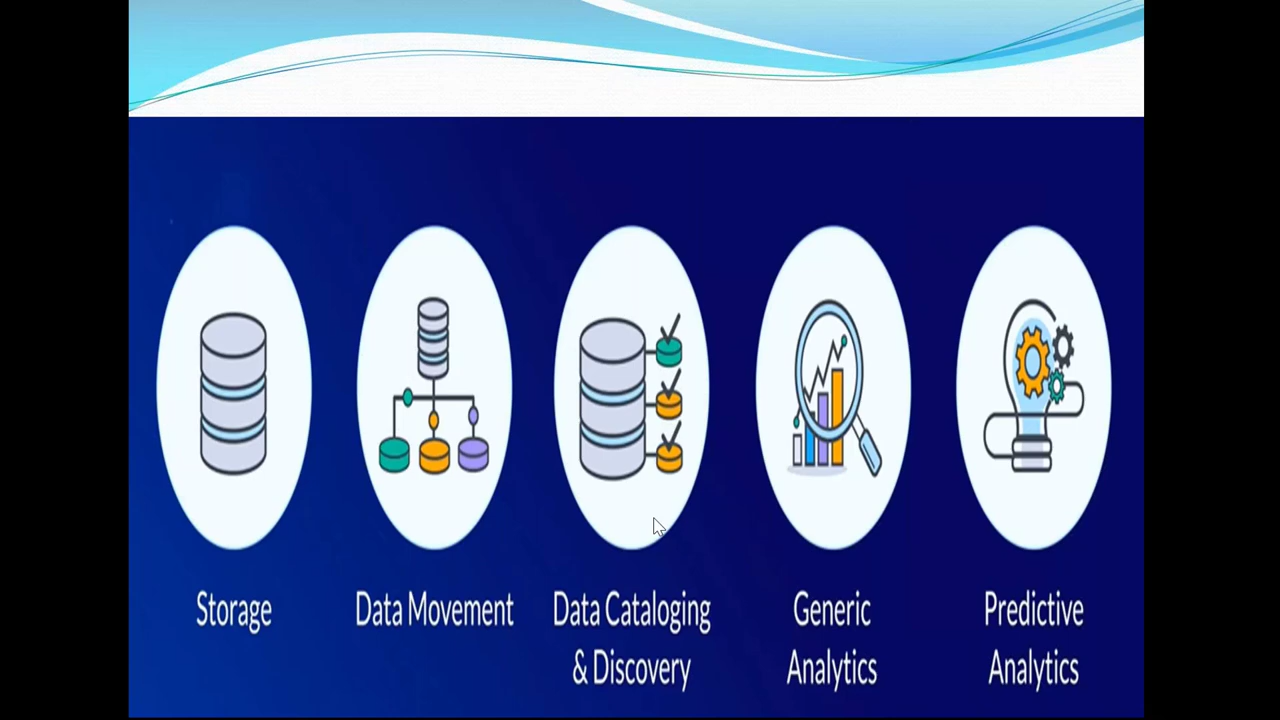 Storage
Data Movement
Data Cataloging
& Discovery
Generic
Analytics
Predictive
Analytics